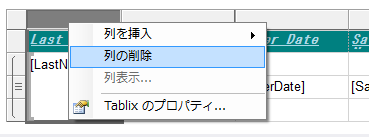 Last
er Date
Sa
[LastN
erDate]
[Sa
列を挿入
列の削除
列表示...
Tablix のプロパティ...